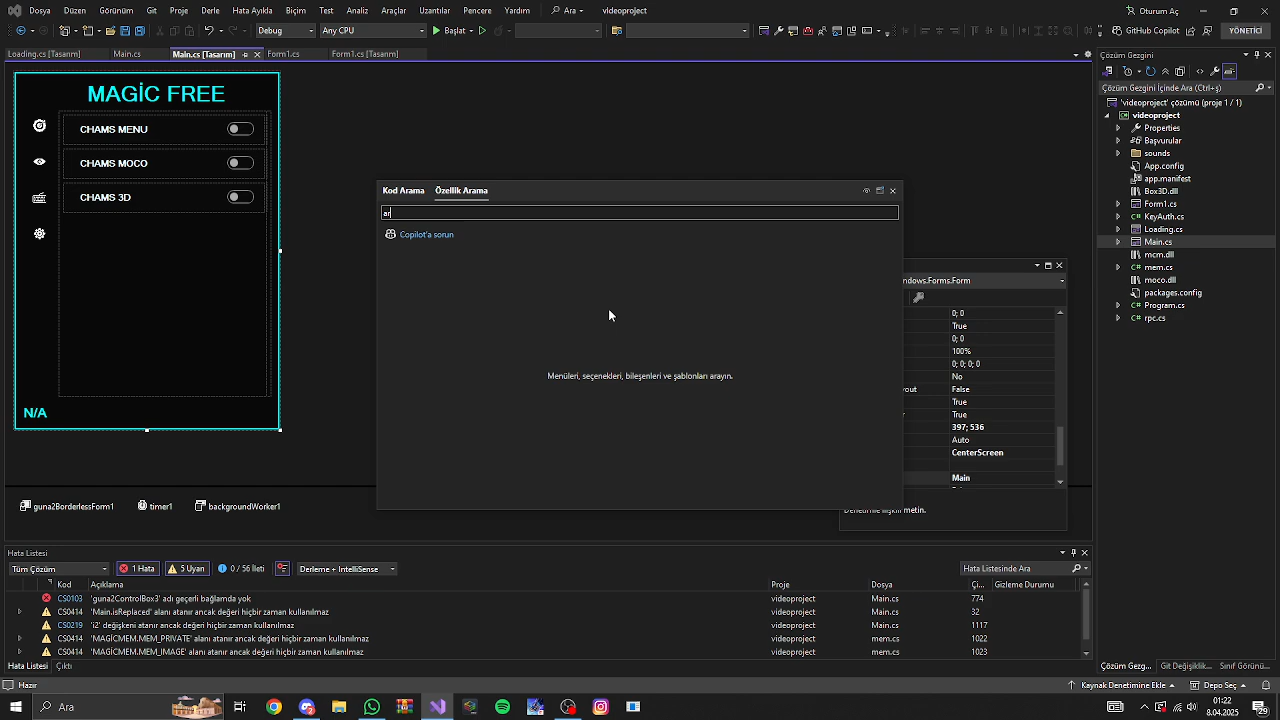 Dosya Düzen Görünüm Git Proje Derle Hata Ayıkla Biçim Test Analiz Araçlar Uzantılar Pencere Yardım Ara videoproject Oturum Aç
Debug Any CPU Başlat GitHub Copilot YÖNETİCİ
Loading.cs [Tasarım] Main.cs Main.cs [Tasarım] Form1.cs Form1.cs [Tasarım]
MAGİC FREE
CHAMS MENU
CHAMS MOCO
CHAMS 3D
N/A
guna2BorderlessForm1 timer1 backgroundWorker1
Kod Arama Özellik Arama
ar
Copilot'a sorun
Menüleri, seçenekleri, bileşenleri ve şablonları arayın.
ndows.Forms.Form
0; 0
True
0; 0
100%
0; 0; 0; 0
No
yout False
True
r True
397; 536
Auto
CenterScreen
Main
Denetimle ilişkili metin.
Çözüm Gezgini
Çözüm Gezgini İçinde Ara (Ctrl+ş)
'videoproject' çözümü (proje 1 / 1)
videoproject
Properties
Başvurular
sounds
App.config
app.manifest
Box3D.dll
Form1.cs
KeyAuth.cs
Loading.cs
Main.cs
mcm.dll
mem.cs
moco.dll
packages.config
Program.cs
rpc.cs
Çözüm Gezg... Git Değişiklik... Sınıf Görünü...
Hata Listesi
Tüm Çözüm 1 Hata 5 Uyarı 0 / 56 İleti Derleme + IntelliSense Hata Listesinde Ara
Kod Açıklama Proje Dosya Çi... Gizleme Durumu
CS0103 'guna2ControlBox3' adı geçerli bağlamda yok videoproject Main.cs 774
CS0414 'Main.isReplaced' alanı atanır ancak değeri hiçbir zaman kullanılmaz videoproject Main.cs 32
CS0219 'i2' değişkeni atanır ancak değeri hiçbir zaman kullanılmaz videoproject Main.cs 1117
CS0414 'MAGİCMEM.MEM_PRIVATE' alanı atanır ancak değeri hiçbir zaman kullanılmaz videoproject mem.cs 1022
CS0414 'MAGİCMEM.MEM_IMAGE' alanı atanır ancak değeri hiçbir zaman kullanılmaz videoproject mem.cs 1023
Hata Listesi Çıktı
Hazır Kaynak Denetimine Ekle Depo Seç
Ara
01:22
8.04.2025